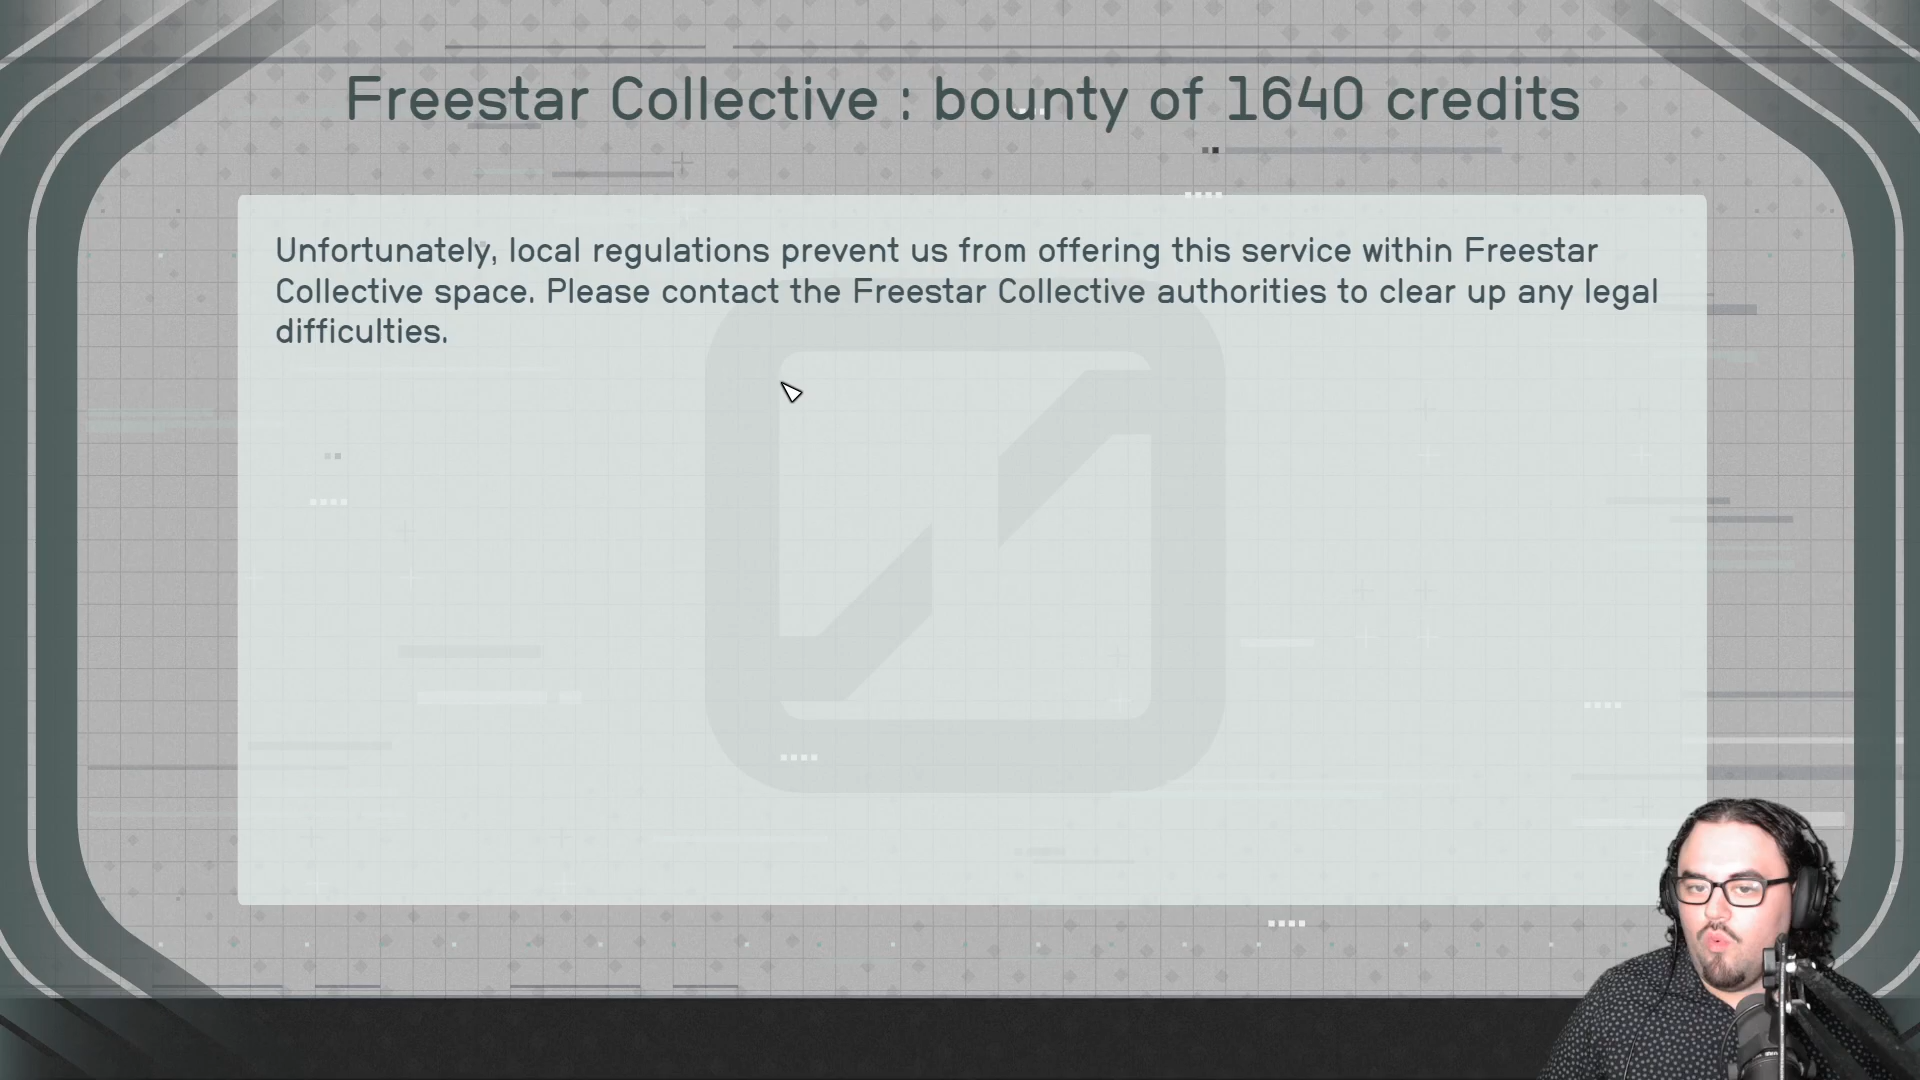 Freestar Collective : bounty of 1640 credits
Unfortunately, local regulations prevent us from offering this service within Freestar
Collective space. Please contact the Freestar Collective authorities to clear up any legal
difficulties.